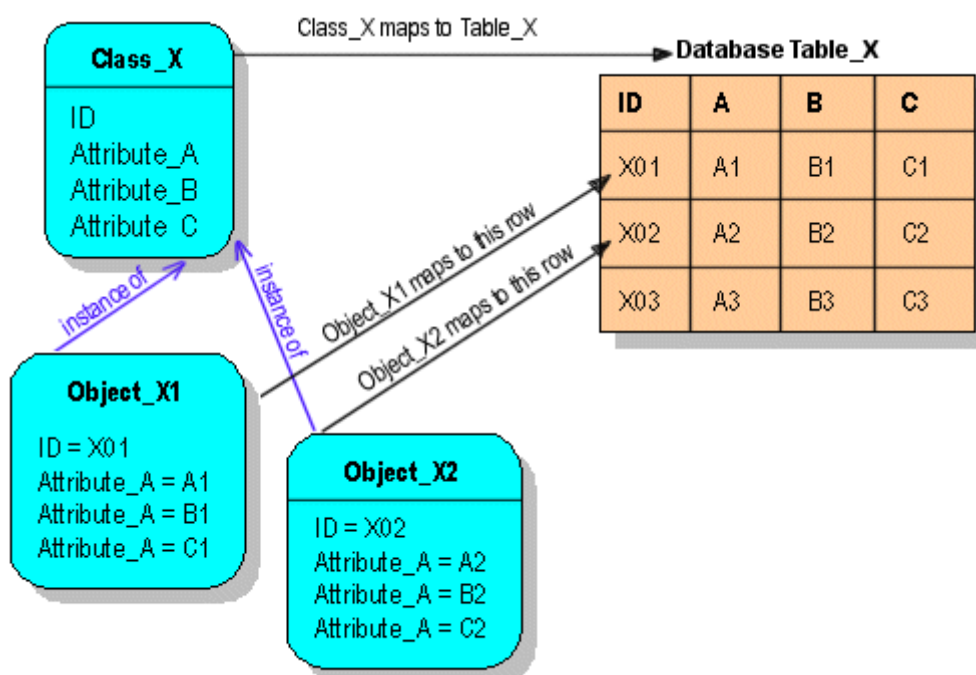 Class_X maps to Table_X
Class_X
ID
Attribute_A
Attribute_B
Attribute C
Database Table_X
ID A B C
X01 A1 B1 C1
X02 A2 B2 C2
X03 A3 B3 C3
instance of
instance of
Object_X1 maps to this row
Object_X2 maps to this row
Object_X1
ID = X01
Attribute_A = A1
Attribute_A = B1
Attribute_A = C1
Object_X2
ID = X02
Attribute_A = A2
Attribute_A = B2
Attribute_A = C2